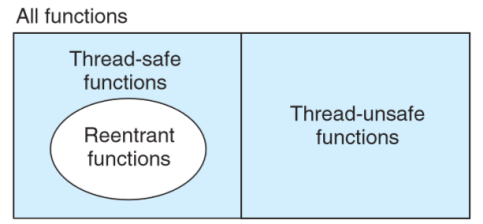 All functions
Thread-safe
functions
Reentrant
functions
Thread-unsafe
functions